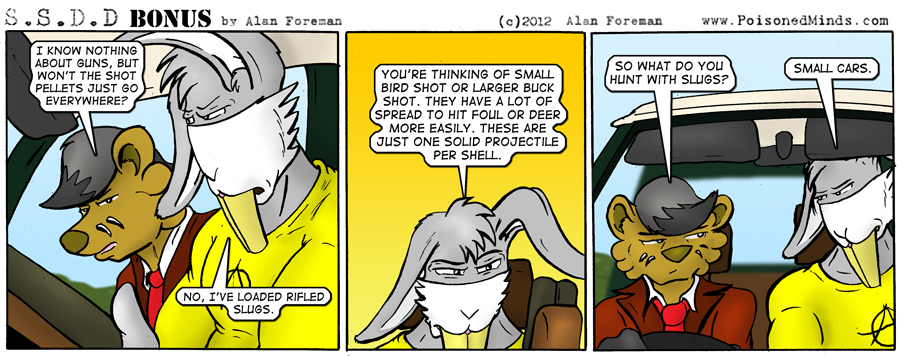 S.S.D.D BONUS by Alan Foreman (c)2012 Alan Foreman www.PoisonedMinds.com
I KNOW NOTHING
ABOUT GUNS, BUT
WON'T THE SHOT
PELLETS JUST GO
EVERYWHERE?
NO, I'VE LOADED RIFLED
SLUGS.
YOU'RE THINKING OF SMALL
BIRD SHOT OR LARGER BUCK
SHOT. THEY HAVE A LOT OF
SPREAD TO HIT FOUL OR DEER
MORE EASILY. THESE ARE
JUST ONE SOLID PROJECTILE
PER SHELL.
SO WHAT DO YOU
HUNT WITH SLUGS?
SMALL CARS.